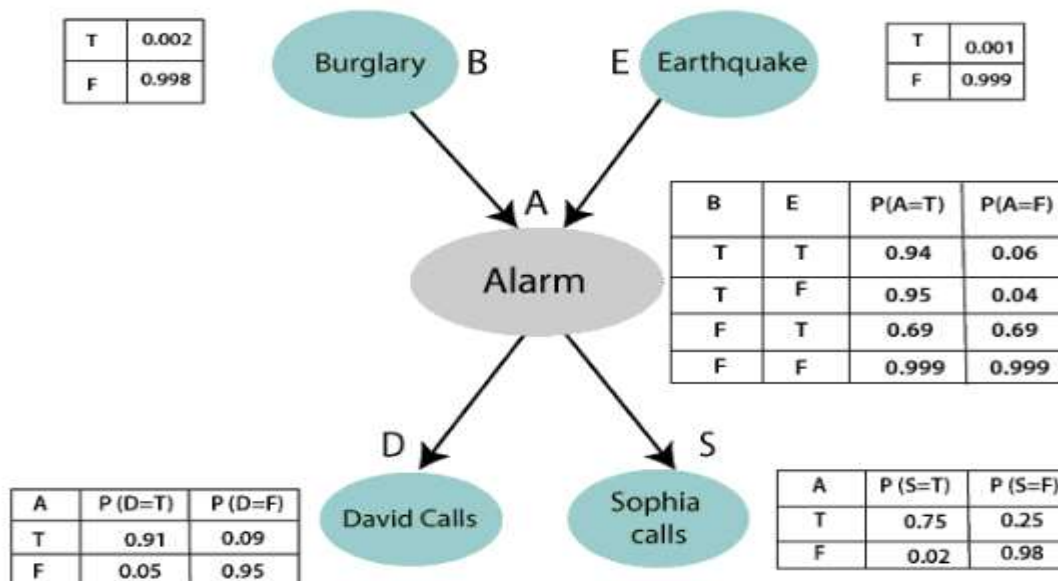 T 0.002
F 0.998
Burglary B
E Earthquake
T 0.001
F 0.999
A
Alarm
B E P(A=T) P(A=F)
T T 0.94 0.06
T F 0.95 0.04
F T 0.69 0.69
F F 0.999 0.999
D
S
A P (D=T) P (D=F)
T 0.91 0.09
F 0.05 0.95
David Calls
Sophia
calls
A P (S=T) P (S=F)
T 0.75 0.25
F 0.02 0.98